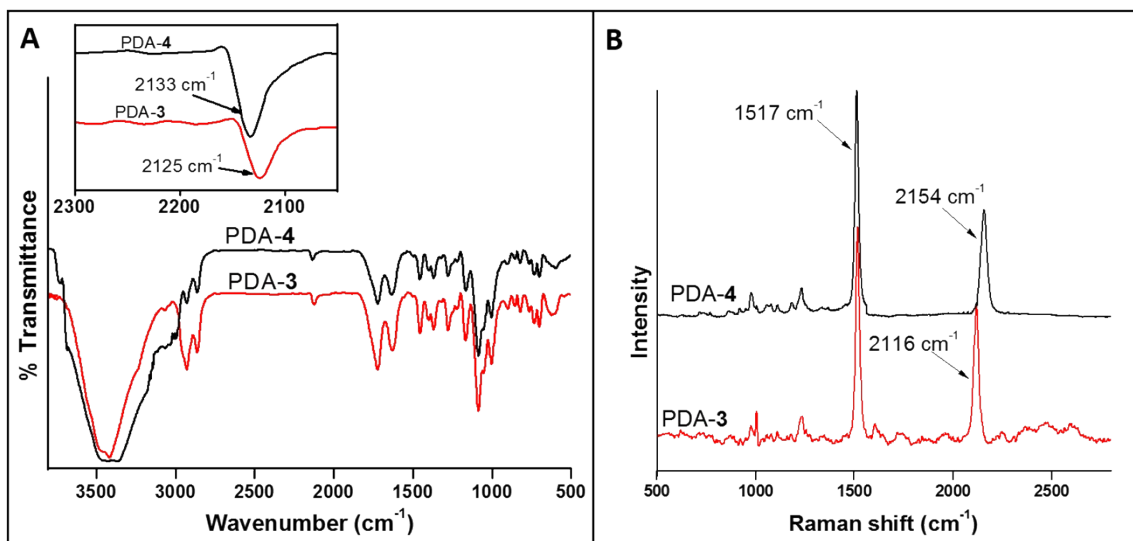 A
PDA-4
2133 cm⁻¹
PDA-3
2125 cm⁻¹
2300 2200 2100
PDA-4
PDA-3
% Transmittance
3500 3000 2000 1500 1000 500
Wavenumber (cm⁻¹)
B
1517 cm⁻¹
2154 cm⁻¹
PDA-4
2116 cm⁻¹
PDA-3
Intensity
500 1000 1500 2000 2500
Raman shift (cm⁻¹)